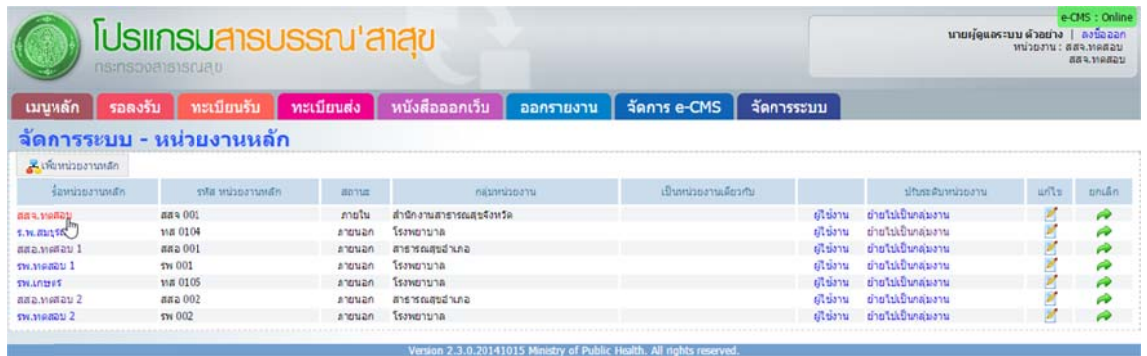 e-CMS : Online
โปรแกรมสารบรรณ'สาสุข
กระทรวงสาธารณสุข
นายผู้ดูแลระบบ ตัวอย่าง | ลงชื่อออก
หน่วยงาน : สสจ.ทดสอบ
สสจ.ทดสอบ
เมนูหลัก รอลงรับ ทะเบียนรับ ทะเบียนส่ง หนังสือออกเว็บ ออกรายงาน จัดการ e-CMS จัดการระบบ
จัดการระบบ - หน่วยงานหลัก
เพิ่มหน่วยงานหลัก
ชื่อหน่วยงานหลัก รหัส หน่วยงานหลัก สถานะ กลุ่มหน่วยงาน เป็นหน่วยงานเดียวกับ ปรับระดับหน่วยงาน แก้ไข ยกเลิก
สสจ.ทดสอบ สสจ 001 ภายใน สำนักงานสาธารณสุขจังหวัด ผู้ใช้งาน ย้ายไปเป็นกลุ่มงาน
ร.พ. ทส 0104 ภายนอก โรงพยาบาล ผู้ใช้งาน ย้ายไปเป็นกลุ่มงาน
สสอ.ทดสอบ 1 สสอ 001 ภายนอก สาธารณสุขอำเภอ ผู้ใช้งาน ย้ายไปเป็นกลุ่มงาน
รพ.ทดสอบ 1 รพ 001 ภายนอก โรงพยาบาล ผู้ใช้งาน ย้ายไปเป็นกลุ่มงาน
รพ.เกษตร ทส 0105 ภายนอก โรงพยาบาล ผู้ใช้งาน ย้ายไปเป็นกลุ่มงาน
สสอ.ทดสอบ 2 สสอ 002 ภายนอก สาธารณสุขอำเภอ ผู้ใช้งาน ย้ายไปเป็นกลุ่มงาน
รพ.ทดสอบ 2 รพ 002 ภายนอก โรงพยาบาล ผู้ใช้งาน ย้ายไปเป็นกลุ่มงาน
Version 2.3.0.20141015 Ministry of Public Health. All rights reserved.